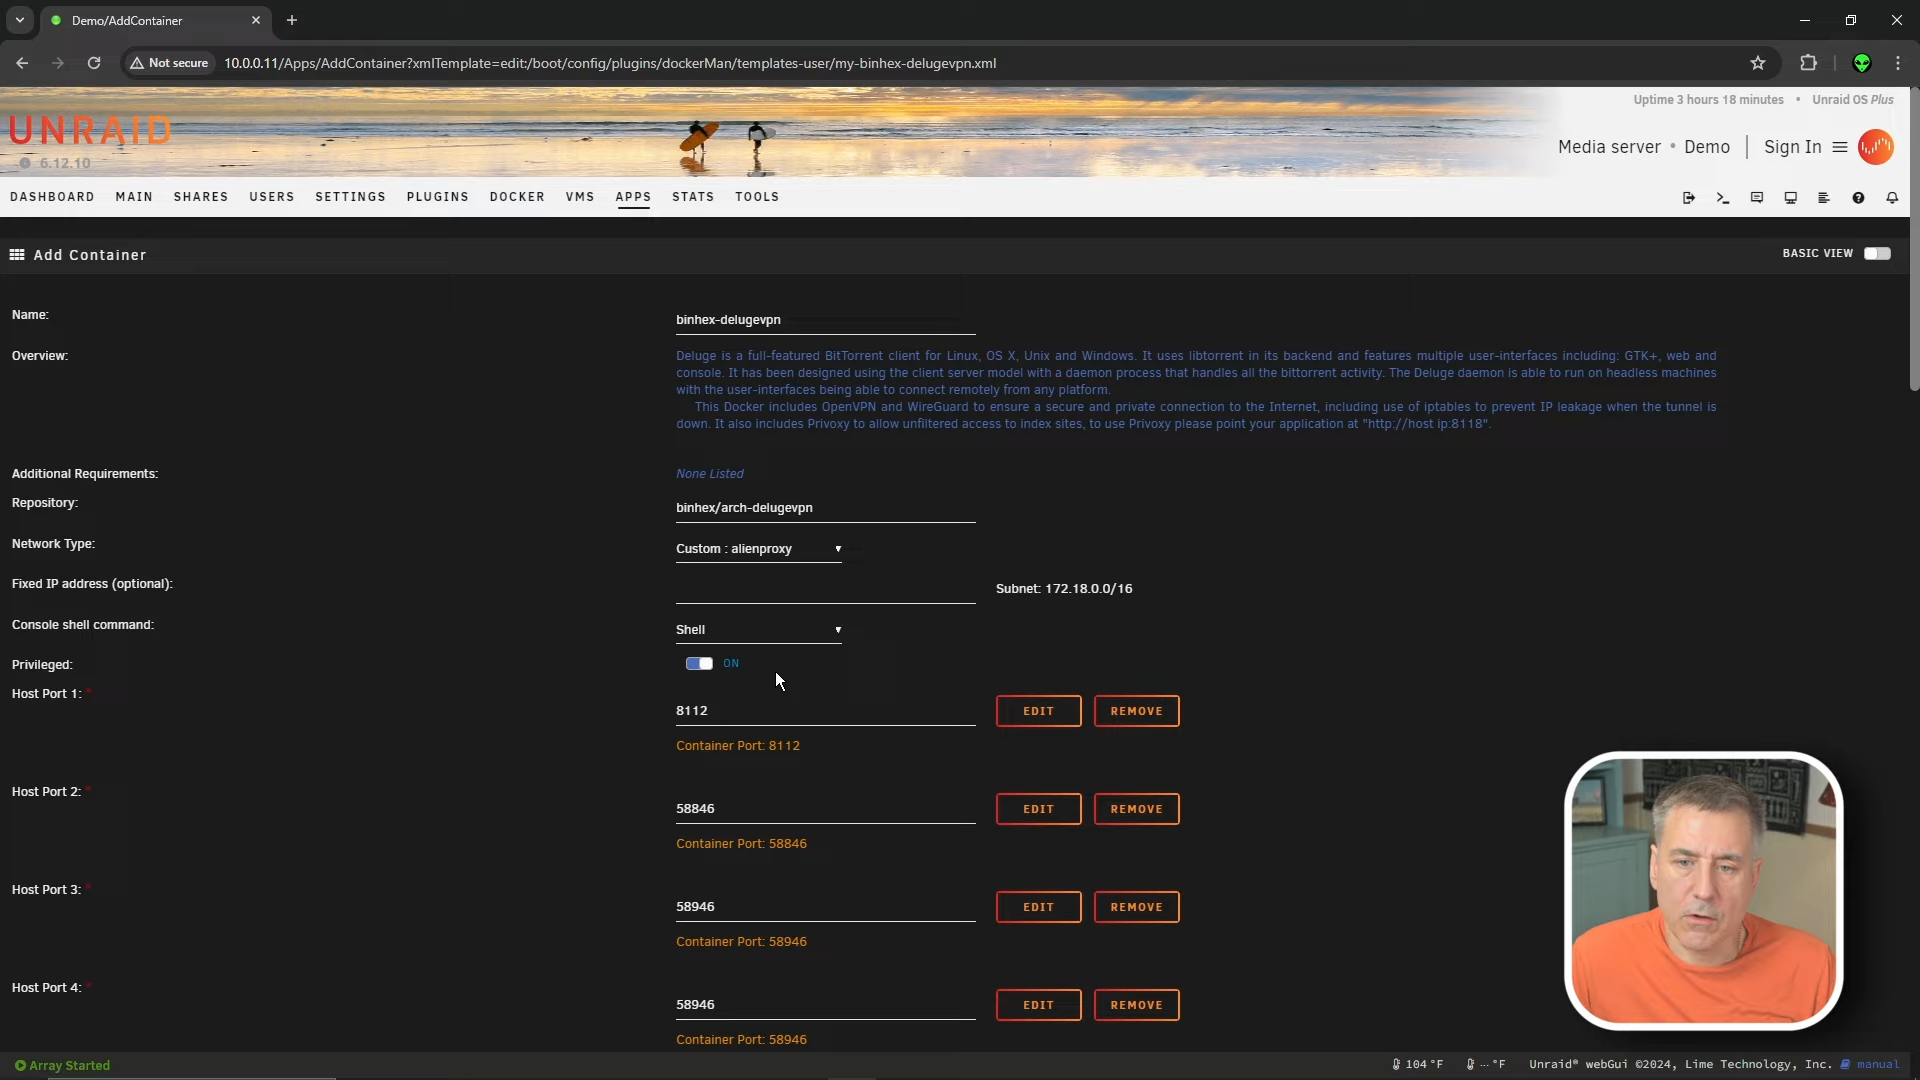 Demo/AddContainer
Not secure
10.0.0.11/Apps/AddContainer?xmlTemplate=edit:/boot/config/plugins/dockerMan/templates-user/my-binhex-delugevpn.xml
Uptime 3 hours 18 minutes • Unraid OS Plus
UNRAID
6.12.10
Media server • Demo | Sign In
DASHBOARD MAIN SHARES USERS SETTINGS PLUGINS DOCKER VMS APPS STATS TOOLS
Add Container
BASIC VIEW
Name:
binhex-delugevpn
Overview:
Deluge is a full-featured BitTorrent client for Linux, OS X, Unix and Windows. It uses libtorrent in its backend and features multiple user-interfaces including: GTK+, web and
console. It has been designed using the client server model with a daemon process that handles all the bittorrent activity. The Deluge daemon is able to run on headless machines
with the user-interfaces being able to connect remotely from any platform.
This Docker includes OpenVPN and WireGuard to ensure a secure and private connection to the Internet, including use of iptables to prevent IP leakage when the tunnel is
down. It also includes Privoxy to allow unfiltered access to index sites, to use Privoxy please point your application at "http://host ip:8118".
Additional Requirements:
None Listed
Repository:
binhex/arch-delugevpn
Network Type:
Custom : alienproxy
Fixed IP address (optional):
Subnet: 172.18.0.0/16
Console shell command:
Shell
Privileged:
ON
Host Port 1: *
8112
EDIT REMOVE
Container Port: 8112
Host Port 2: *
58846
EDIT REMOVE
Container Port: 58846
Host Port 3: *
58946
EDIT REMOVE
Container Port: 58946
Host Port 4: *
58946
EDIT REMOVE
Container Port: 58946
Array Started
104 °F
-- °F
Unraid® webGui ©2024, Lime Technology, Inc.
manual